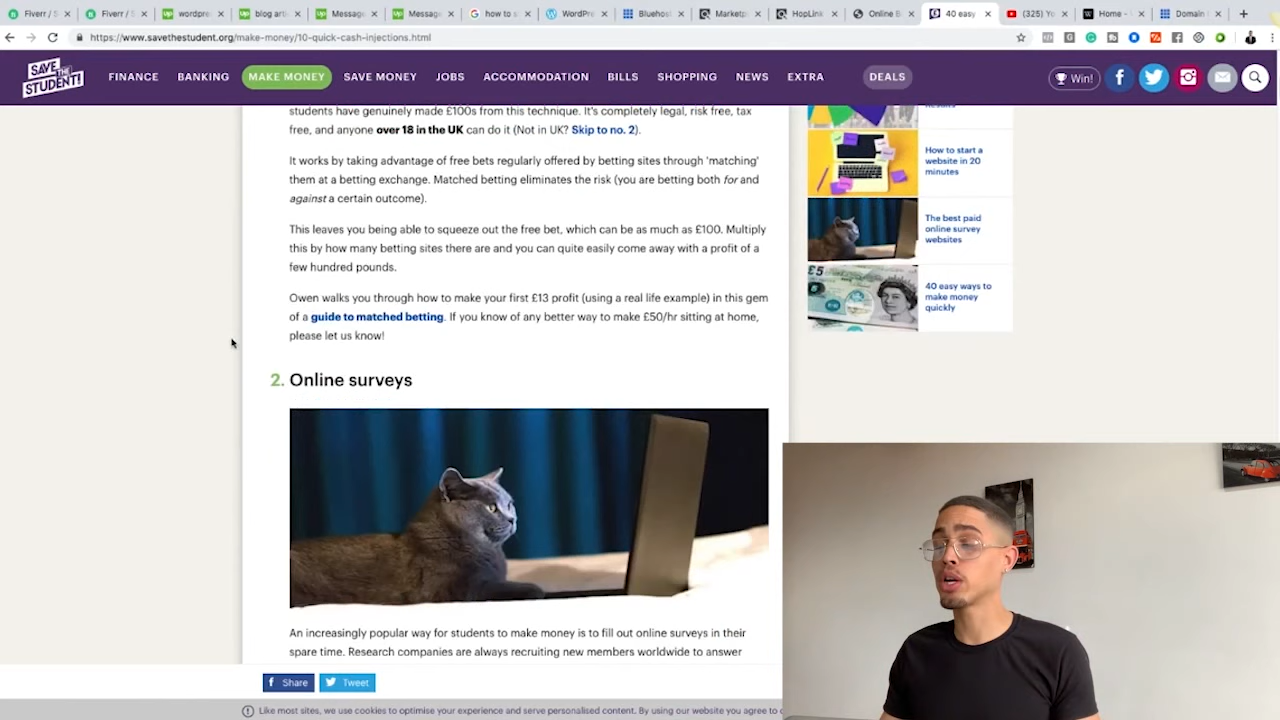 Fiverr / S
Fiverr / S
wordpre
blog arti
Message
Message
how to s
WordPre
Bluehost
Marketp
HopLink
Online B
40 easy
(325) Yo
Home -
Domain
https://www.savethestudent.org/make-money/10-quick-cash-injections.html
SAVE THE STUDENT!
FINANCE
BANKING
MAKE MONEY
SAVE MONEY
JOBS
ACCOMMODATION
BILLS
SHOPPING
NEWS
EXTRA
DEALS
Win!
students have genuinely made £100s from this technique. It's completely legal, risk free, tax
free, and anyone over 18 in the UK can do it (Not in UK? Skip to no. 2).
It works by taking advantage of free bets regularly offered by betting sites through 'matching'
them at a betting exchange. Matched betting eliminates the risk (you are betting both for and
against a certain outcome).
This leaves you being able to squeeze out the free bet, which can be as much as £100. Multiply
this by how many betting sites there are and you can quite easily come away with a profit of a
few hundred pounds.
Owen walks you through how to make your first £13 profit (using a real life example) in this gem
of a guide to matched betting. If you know of any better way to make £50/hr sitting at home,
please let us know!
2. Online surveys
An increasingly popular way for students to make money is to fill out online surveys in their
spare time. Research companies are always recruiting new members worldwide to answer
How to start a
website in 20
minutes
The best paid
online survey
websites
£5
40 easy ways to
make money
quickly
Share
Tweet
Like most sites, we use cookies to optimise your experience and serve personalised content. By using our website you agree to